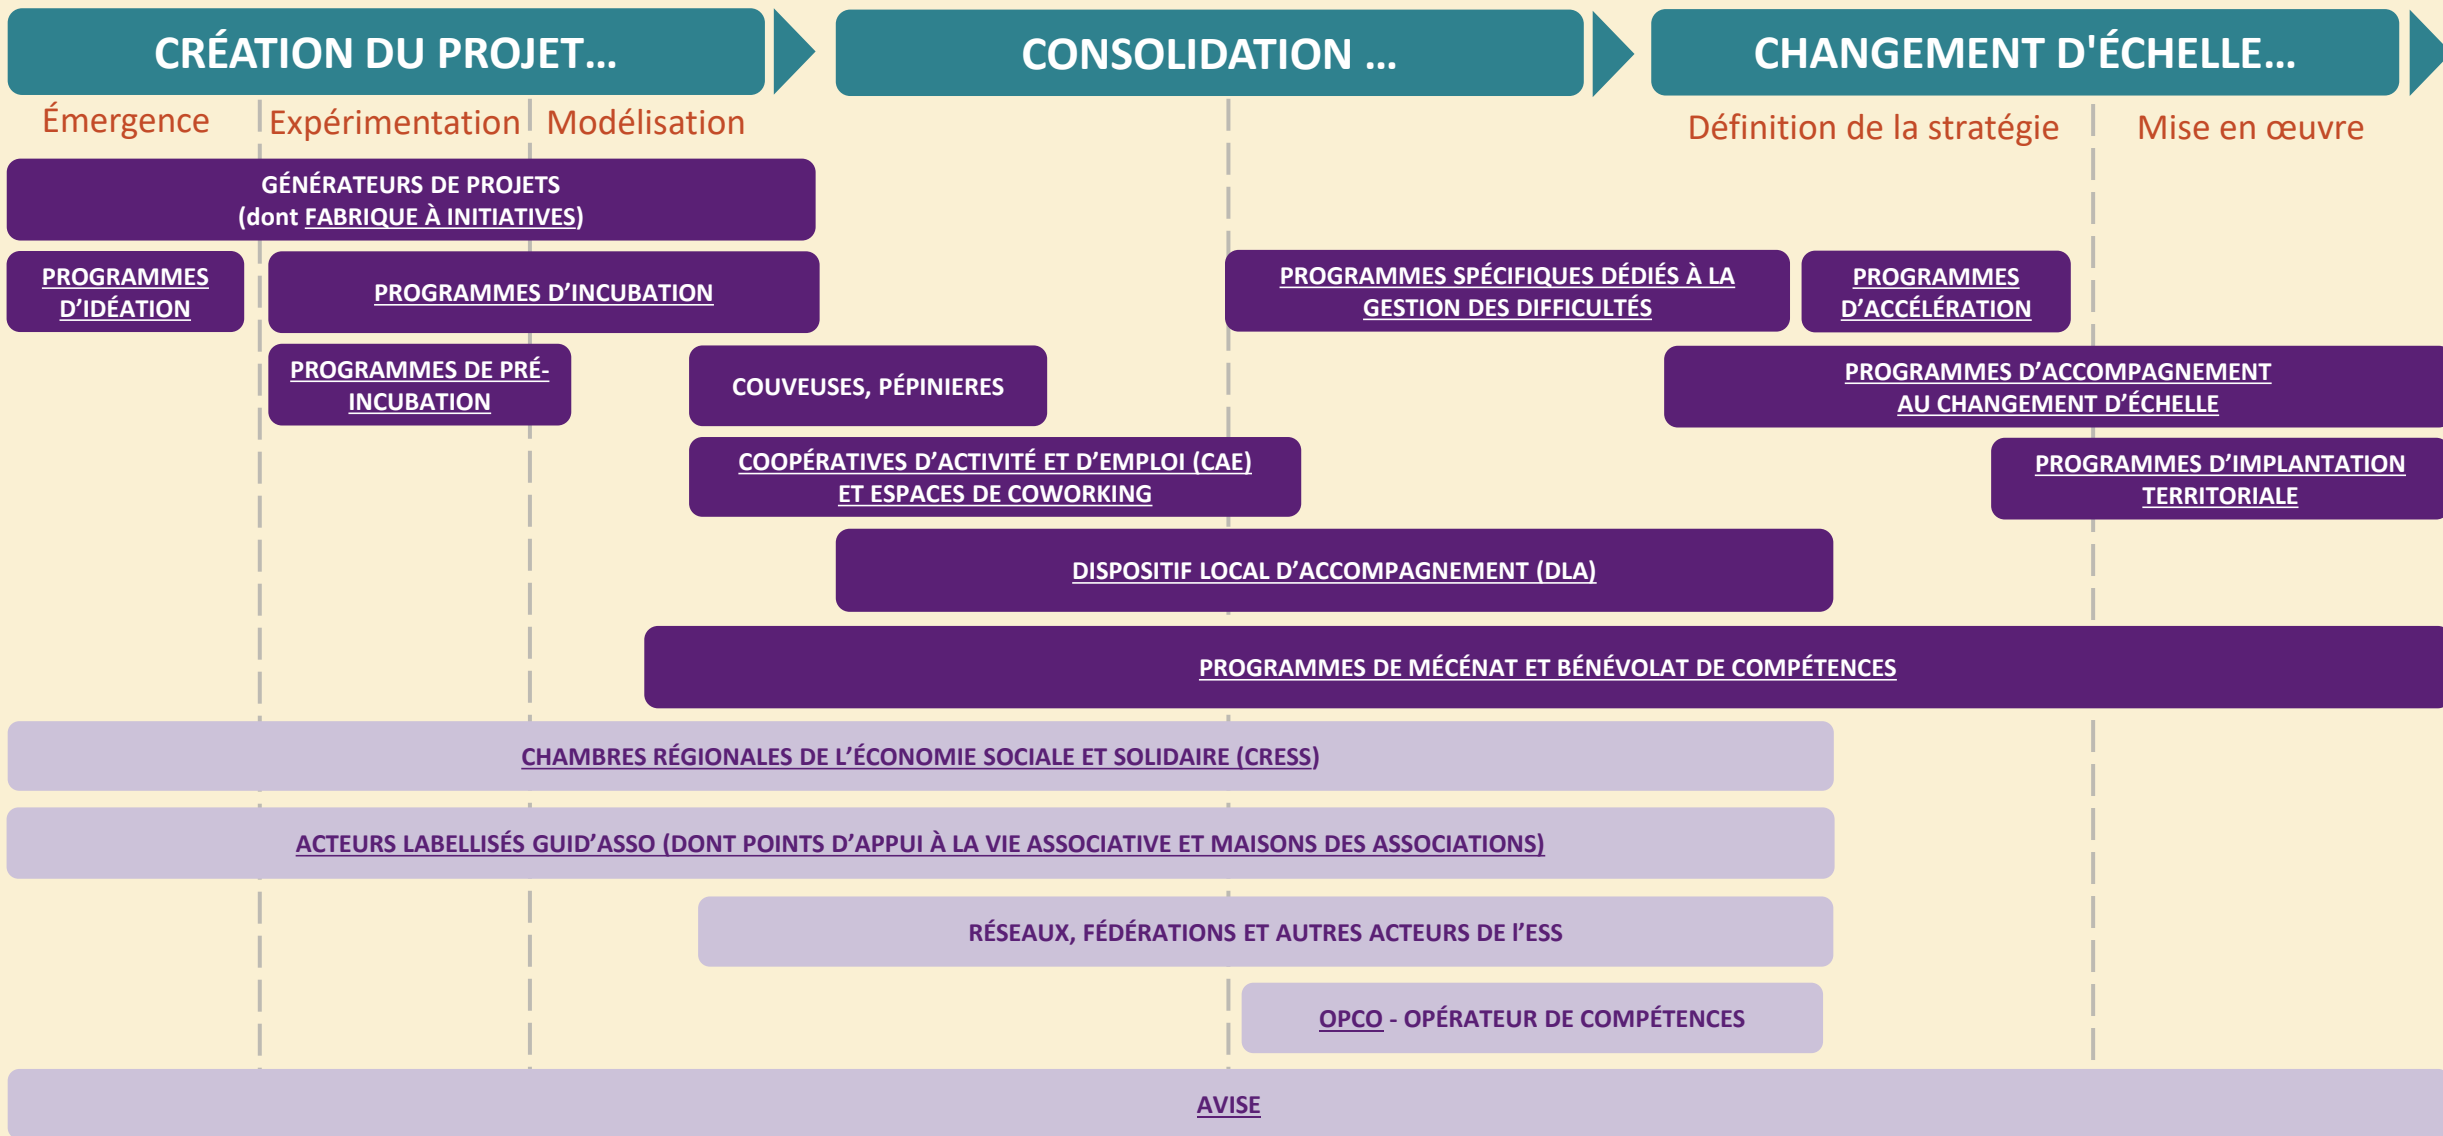 CRÉATION DU PROJET...
CONSOLIDATION ...
CHANGEMENT D'ÉCHELLE...
Émergence
Expérimentation
Modélisation
Définition de la stratégie
Mise en œuvre
GÉNÉRATEURS DE PROJETS
(dont FABRIQUE À INITIATIVES)
PROGRAMMES
D'IDÉATION
PROGRAMMES D'INCUBATION
PROGRAMMES SPÉCIFIQUES DÉDIÉS À LA
GESTION DES DIFFICULTÉS
PROGRAMMES
D'ACCÉLÉRATION
PROGRAMMES DE PRÉ-
INCUBATION
COUVEUSES, PÉPINIERES
PROGRAMMES D'ACCOMPAGNEMENT
AU CHANGEMENT D'ÉCHELLE
COOPÉRATIVES D'ACTIVITÉ ET D'EMPLOI (CAE)
ET ESPACES DE COWORKING
PROGRAMMES D'IMPLANTATION
TERRITORIALE
DISPOSITIF LOCAL D'ACCOMPAGNEMENT (DLA)
PROGRAMMES DE MÉCÉNAT ET BÉNÉVOLAT DE COMPÉTENCES
CHAMBRES RÉGIONALES DE L'ÉCONOMIE SOCIALE ET SOLIDAIRE (CRESS)
ACTEURS LABELLISÉS GUID'ASSO (DONT POINTS D'APPUI À LA VIE ASSOCIATIVE ET MAISONS DES ASSOCIATIONS)
RÉSEAUX, FÉDÉRATIONS ET AUTRES ACTEURS DE l'ESS
OPCO - OPÉRATEUR DE COMPÉTENCES
AVISE